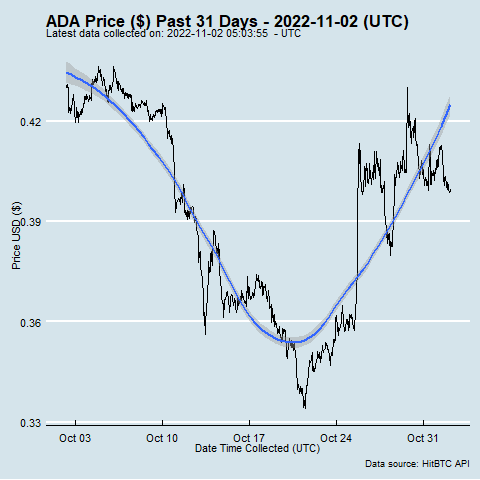 ADA Price ($) Past 31 Days - 2022-11-02 (UTC)
Latest data collected on: 2022-11-02 05:03:55  - UTC
Price USD ($)
0.42
0.39
0.36
0.33
Oct 03 Oct 10 Oct 17 Oct 24 Oct 31
Date Time Collected (UTC)
Data source: HitBTC API